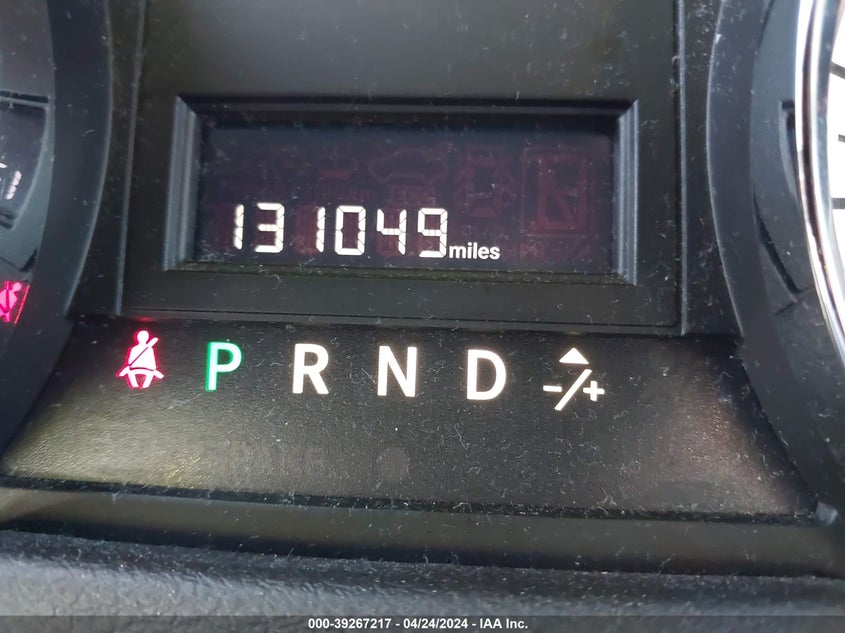 131049 miles
P R N D -/+
000-39267217 • 04/24/2024 • IAA Inc.